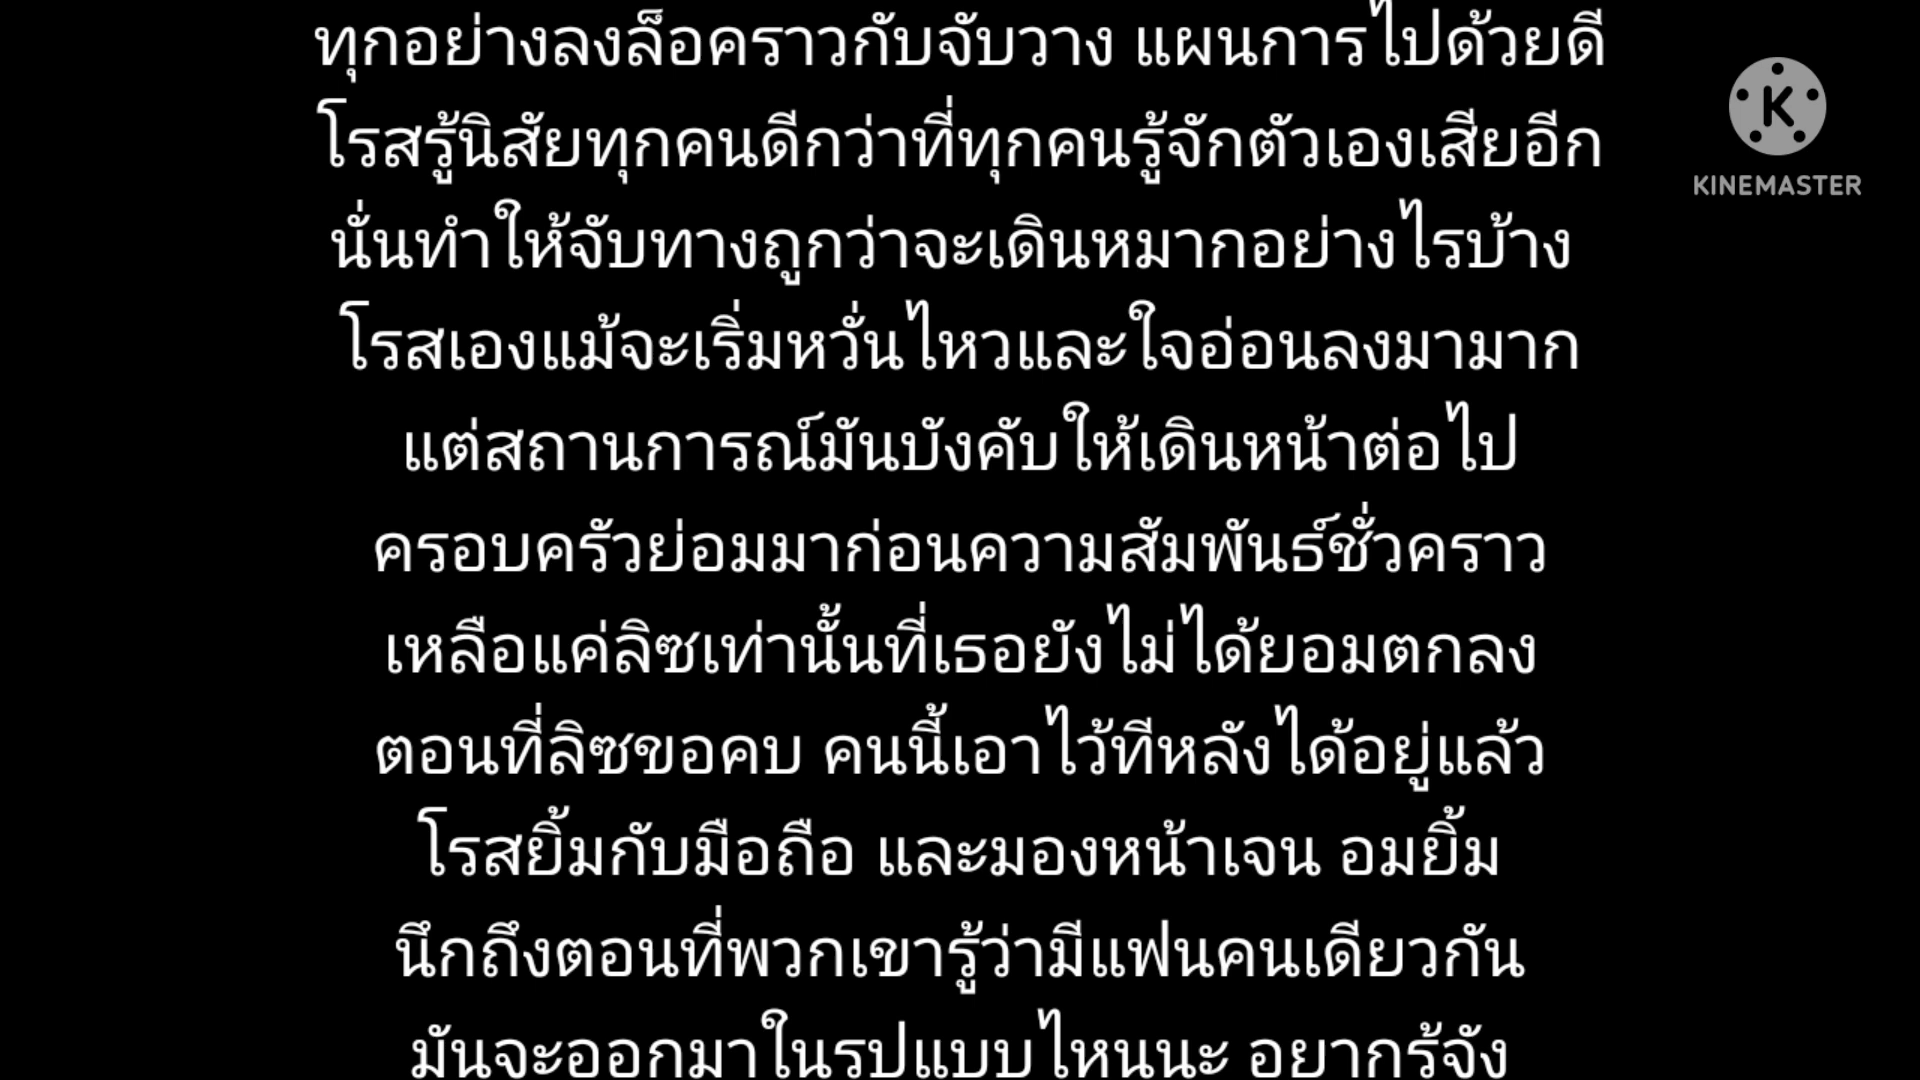 ทุกอย่างลงล็อคราวกับจับวาง แผนการไปด้วยดี
โรสรู้นิสัยทุกคนดีกว่าที่ทุกคนรู้จักตัวเองเสียอีก
นั่นทำให้จับทางถูกว่าจะเดินหมากอย่างไรบ้าง
โรสเองแม้จะเริ่มหวั่นไหวและใจอ่อนลงมามาก
แต่สถานการณ์มันบังคับให้เดินหน้าต่อไป
ครอบครัวย่อมมาก่อนความสัมพันธ์ชั่วคราว
เหลือแค่ลิซเท่านั้นที่เธอยังไม่ได้ยอมตกลง
ตอนที่ลิซขอคบ คนนี้เอาไว้ทีหลังได้อยู่แล้ว
โรสยิ้มกับมือถือ และมองหน้าเจน อมยิ้ม
นึกถึงตอนที่พวกเขารู้ว่ามีแฟนคนเดียวกัน
มันจะออกมาในรูปแบบไหนนะ อยากรู้จัง
K
KINEMASTER